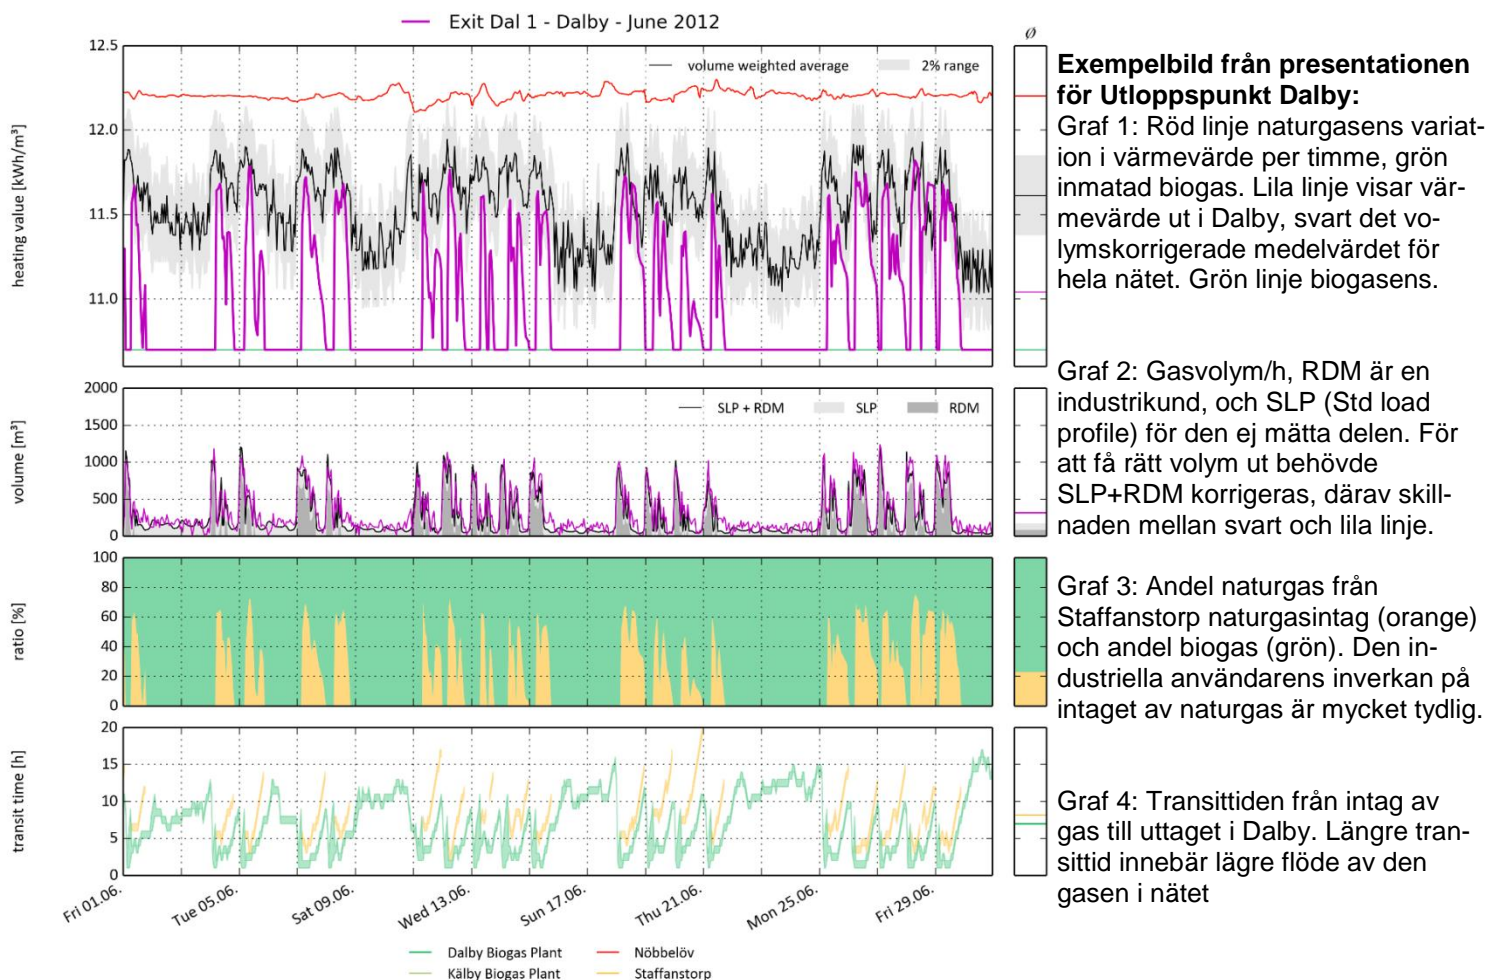 Exit Dal 1 - Dalby - June 2012
ø
12.5
12.0
11.5
11.0
heating value [kWh/m³]
volume weighted average
2% range
2000
1500
1000
500
0
volume [m³]
SLP + RDM
SLP
RDM
100
80
60
40
20
0
ratio [%]
20
15
10
5
0
transit time [h]
Fri 01.06.
Tue 05.06.
Sat 09.06.
Wed 13.06.
Sun 17.06.
Thu 21.06.
Mon 25.06.
Fri 29.06.
Dalby Biogas Plant
Nöbbelöv
Kälby Biogas Plant
Staffanstorp
Exempelbild från presentationen
för Utloppspunkt Dalby:
Graf 1: Röd linje naturgasens variat-
ion i värmevärde per timme, grön
inmatad biogas. Lila linje visar vär-
mevärde ut i Dalby, svart det vo-
lymskorrigerade medelvärdet för
hela nätet. Grön linje biogasens.
Graf 2: Gasvolym/h, RDM är en
industrikund, och SLP (Std load
profile) för den ej mätta delen. För
att få rätt volym ut behövde
SLP+RDM korrigeras, därav skill-
naden mellan svart och lila linje.
Graf 3: Andel naturgas från
Staffanstorp naturgasintag (orange)
och andel biogas (grön). Den in-
dustriella användarens inverkan på
intaget av naturgas är mycket tydlig.
Graf 4: Transittiden från intag av
gas till uttaget i Dalby. Längre tran-
sittid innebär lägre flöde av den
gasen i nätet